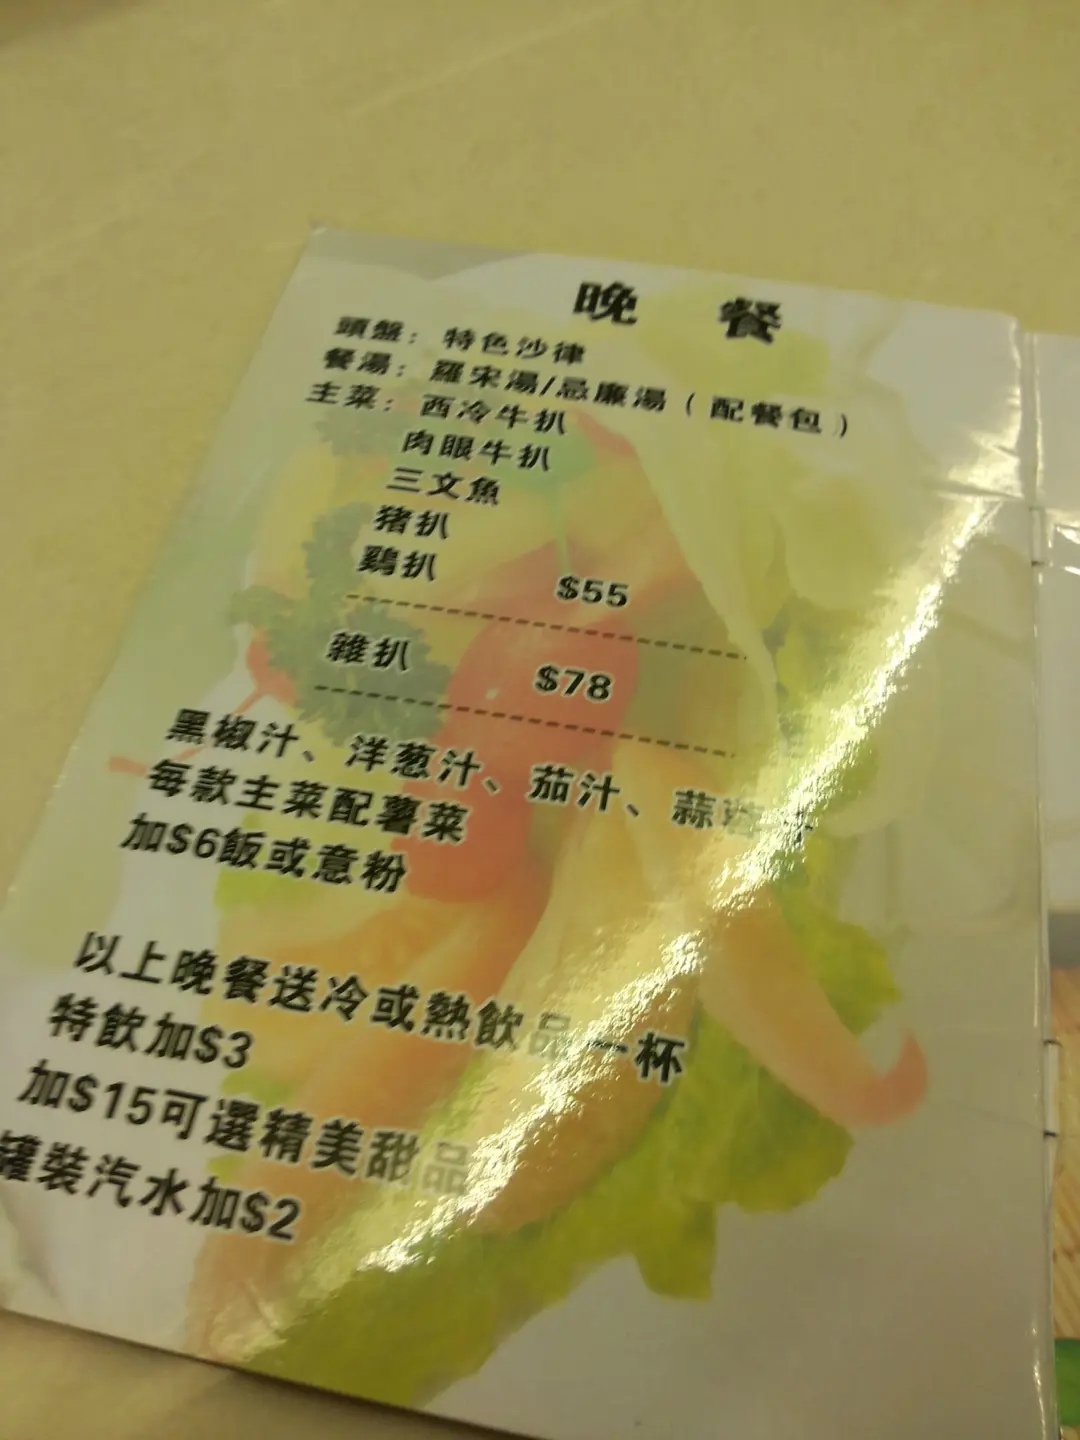 晚 餐
頭盤：特色沙律
餐湯：羅宋湯/忌廉湯（配餐包）
主菜：西冷牛扒
肉眼牛扒
三文魚
猪扒
鷄扒 $55
雜扒 $78
黑椒汁、洋葱汁、茄汁、蒜蓉汁
每款主菜配薯菜
加$6飯或意粉
以上晚餐送冷或熱飲品一杯
特飲加$3
加$15可選精美甜品
罐裝汽水加$2